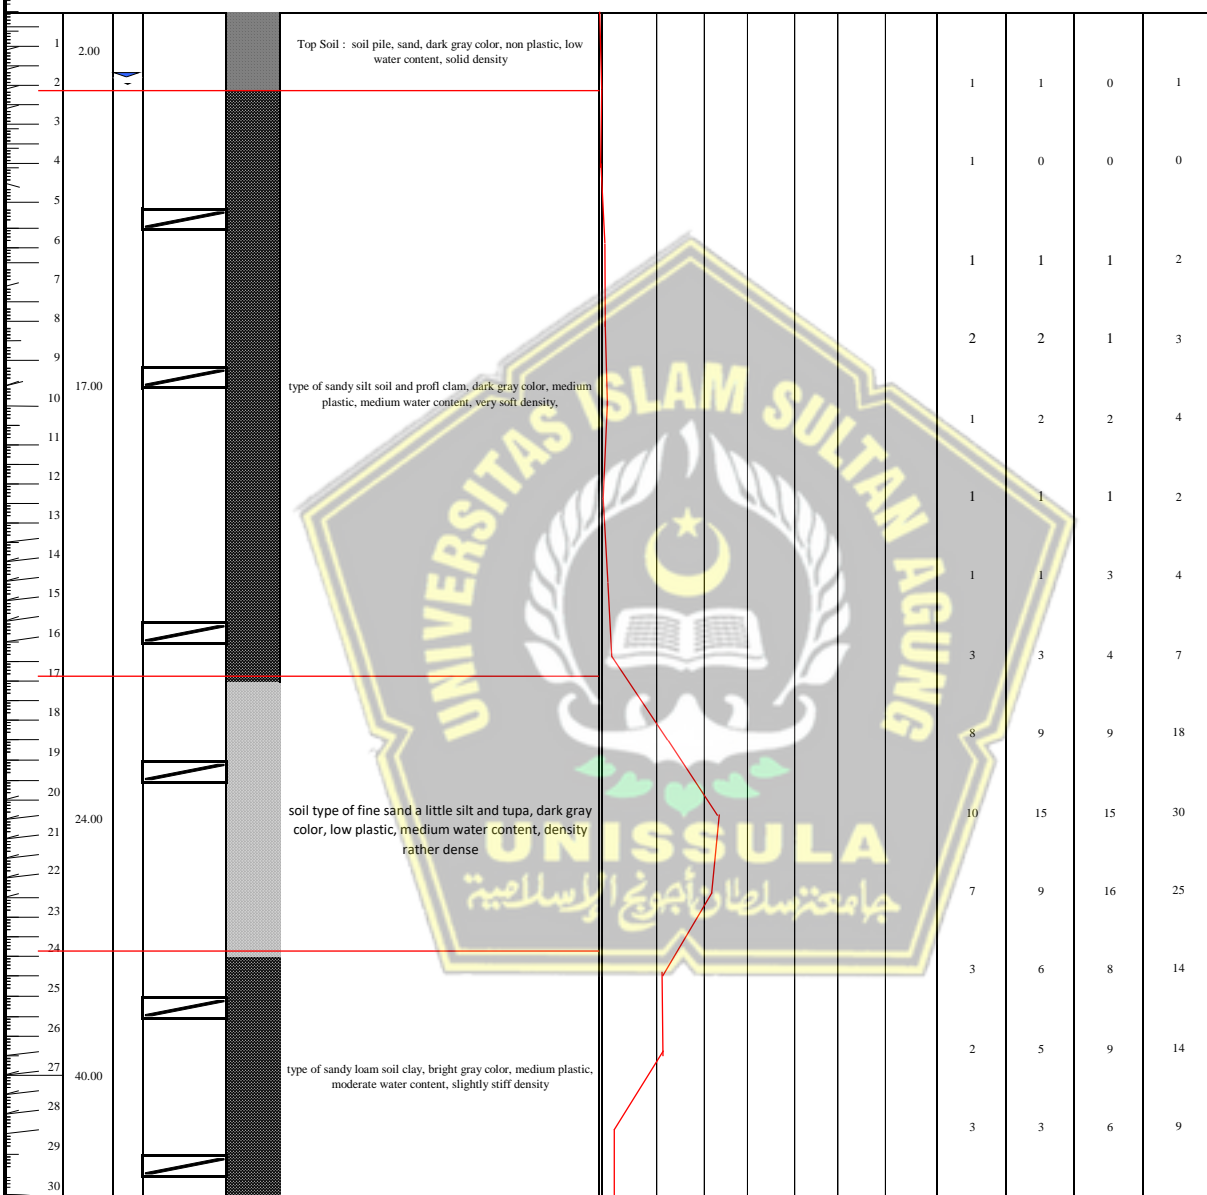 1
2.00
Top Soil : soil pile, sand, dark gray color, non plastic, low
water content, solid density
2
1 1 0 1
3
4
1 0 0 0
5
6
1 1 1 2
7
8
2 2 1 3
9
17.00
type of sandy silt soil and profl clam, dark gray color, medium
plastic, medium water content, very soft density,
10
1 2 2 4
11
12
1 1 1 2
13
14
1 1 3 4
15
16
3 3 4 7
17
18
8 9 9 18
19
20
10 15 15 30
24.00
soil type of fine sand a little silt and tupa, dark gray
color, low plastic, medium water content, density
rather dense
21
22
7 9 16 25
23
24
3 6 8 14
25
26
2 5 9 14
27
40.00
type of sandy loam soil clay, bright gray color, medium plastic,
moderate water content, slightly stiff density
28
3 3 6 9
29
30
UNIVERSITAS ISLAM SULTAN AGUNG
UNISSULA
جامعة سلطان أجونج الإسلامية